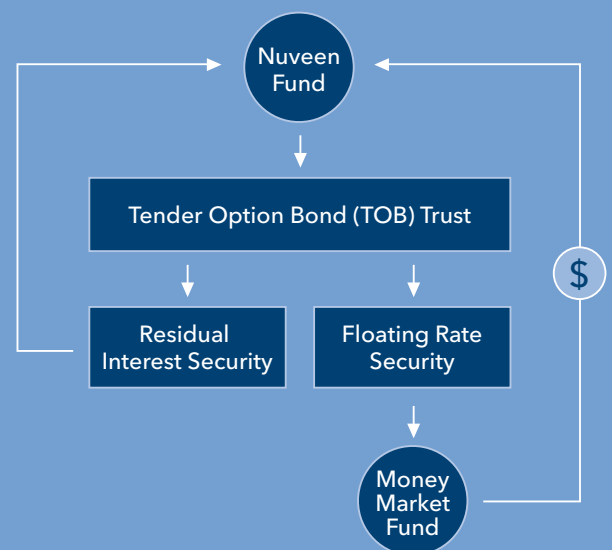 Nuveen
Fund
Tender Option Bond (TOB) Trust
Residual
Interest Security
Floating Rate
Security
$
Money
Market
Fund